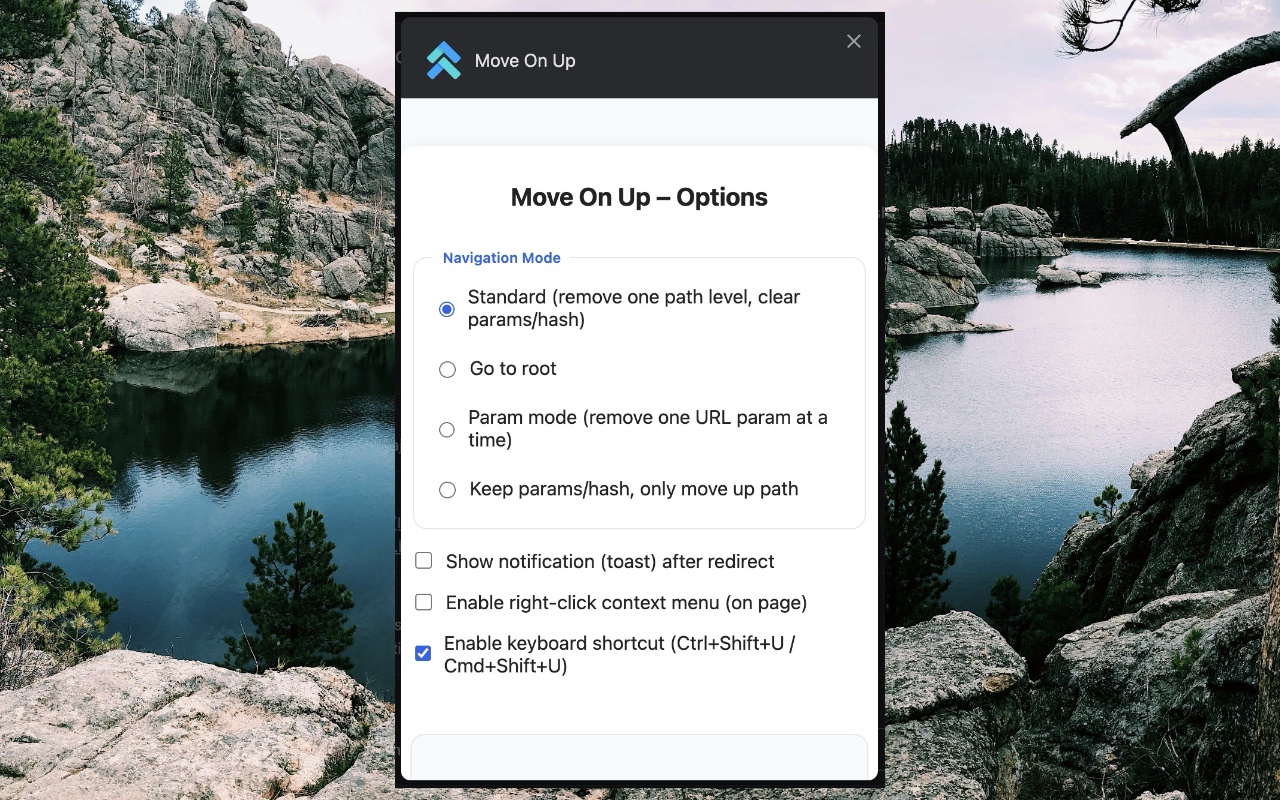 Move On Up
Move On Up – Options
Navigation Mode
Standard (remove one path level, clear
params/hash)
Go to root
Param mode (remove one URL param at a
time)
Keep params/hash, only move up path
Show notification (toast) after redirect
Enable right-click context menu (on page)
Enable keyboard shortcut (Ctrl+Shift+U /
Cmd+Shift+U)